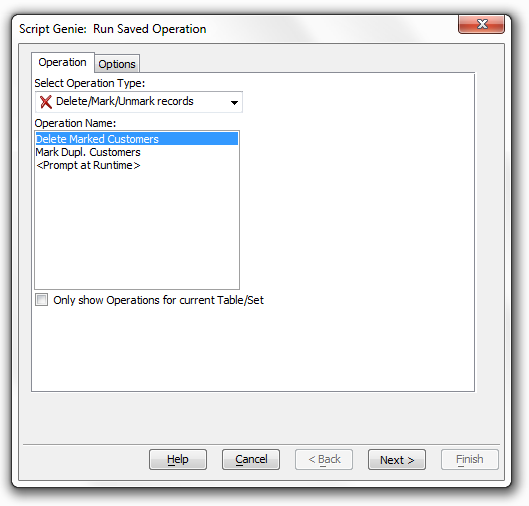 Script Genie: Run Saved Operation
Operation
Options
Select Operation Type:
Delete/Mark/Unmark records
Operation Name:
Delete Marked Customers
Mark Dupl. Customers
<Prompt at Runtime>
Only show Operations for current Table/Set
Help
Cancel
< Back
Next >
Finish